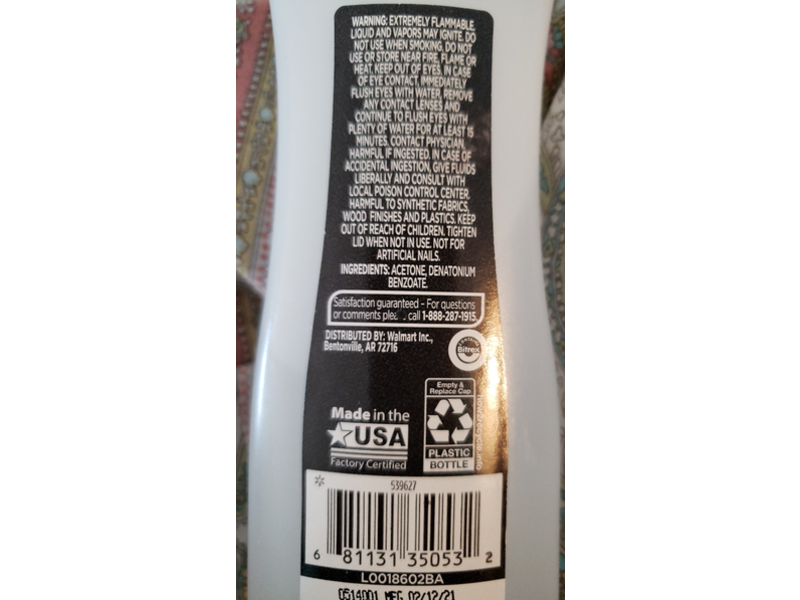 WARNING: EXTREMELY FLAMMABLE.
LIQUID AND VAPORS MAY IGNITE. DO
NOT USE WHEN SMOKING. DO NOT
USE OR STORE NEAR FIRE, FLAME OR
HEAT. KEEP OUT OF EYES. IN CASE
OF EYE CONTACT, IMMEDIATELY
FLUSH EYES WITH WATER, REMOVE
ANY CONTACT LENSES AND
CONTINUE TO FLUSH EYES WITH
PLENTY OF WATER FOR AT LEAST 15
MINUTES. CONTACT PHYSICIAN.
HARMFUL IF INGESTED. IN CASE OF
ACCIDENTAL INGESTION, GIVE FLUIDS
LIBERALLY AND CONSULT WITH
LOCAL POISON CONTROL CENTER.
HARMFUL TO SYNTHETIC FABRICS,
WOOD FINISHES AND PLASTICS. KEEP
OUT OF REACH OF CHILDREN. TIGHTEN
LID WHEN NOT IN USE. NOT FOR
ARTIFICIAL NAILS.
INGREDIENTS: ACETONE, DENATONIUM
BENZOATE.
Satisfaction guaranteed - For questions
or comments please call 1-888-287-1915.
DISTRIBUTED BY: Walmart Inc.,
Bentonville, AR 72716
Bitrex
Empty &
Replace Cap
Made in the
USA
Factory Certified
PLASTIC
BOTTLE
539627
6 81131 35053 2
L0018602BA
0514001 MFG 02/12/21